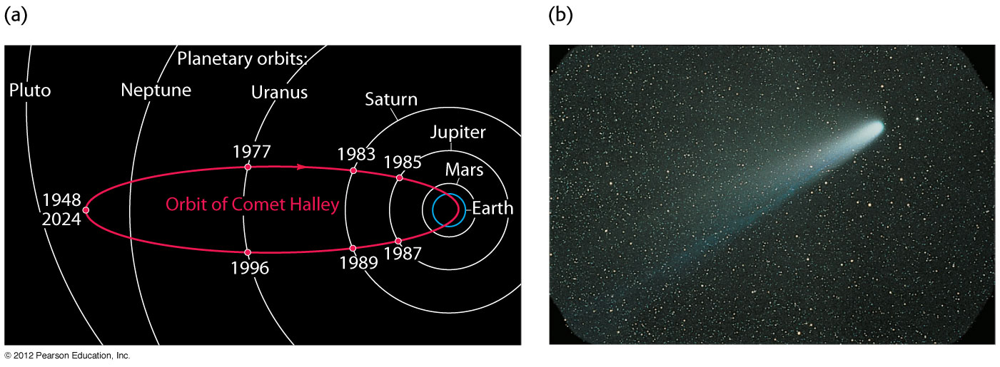 (a)
(b)
Planetary orbits:
Pluto
Neptune
Uranus
Saturn
Jupiter
Mars
Earth
1977
1983
1985
1948
2024
Orbit of Comet Halley
1996
1989
1987
© 2012 Pearson Education, Inc.